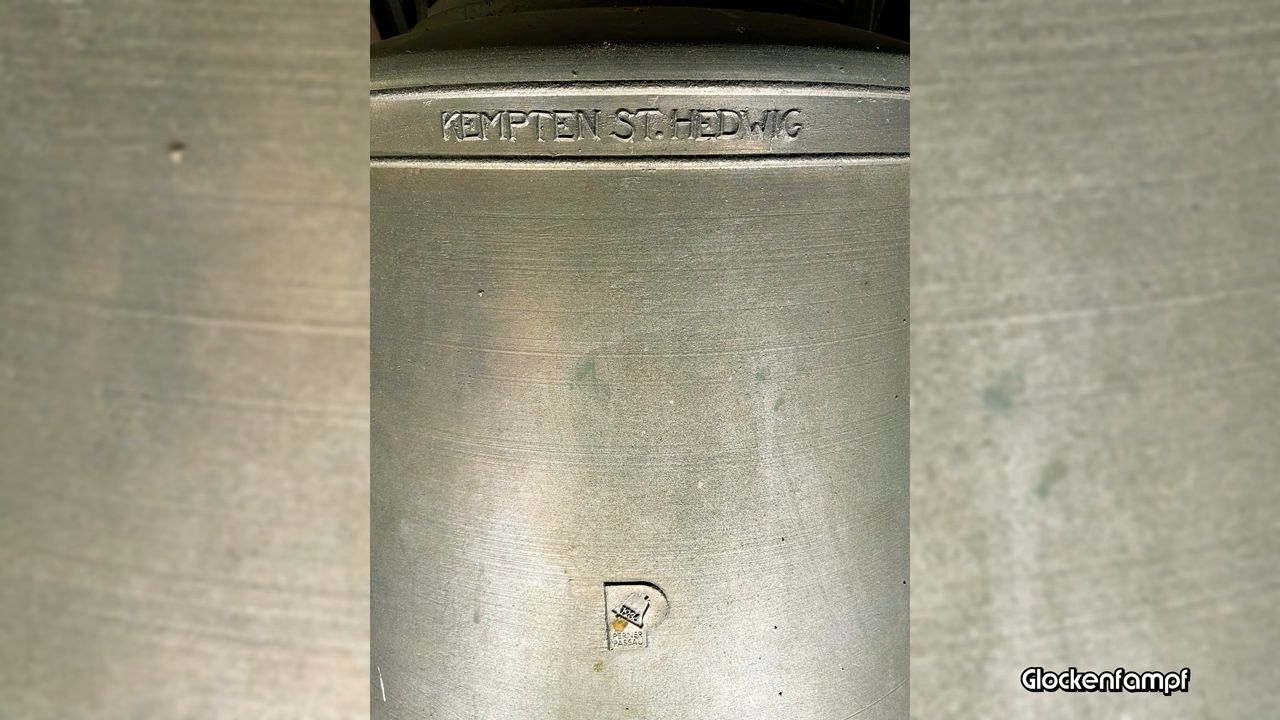 KEMPTEN ST. HEDWIG
PERNER
PASSAU
Glockenfampf